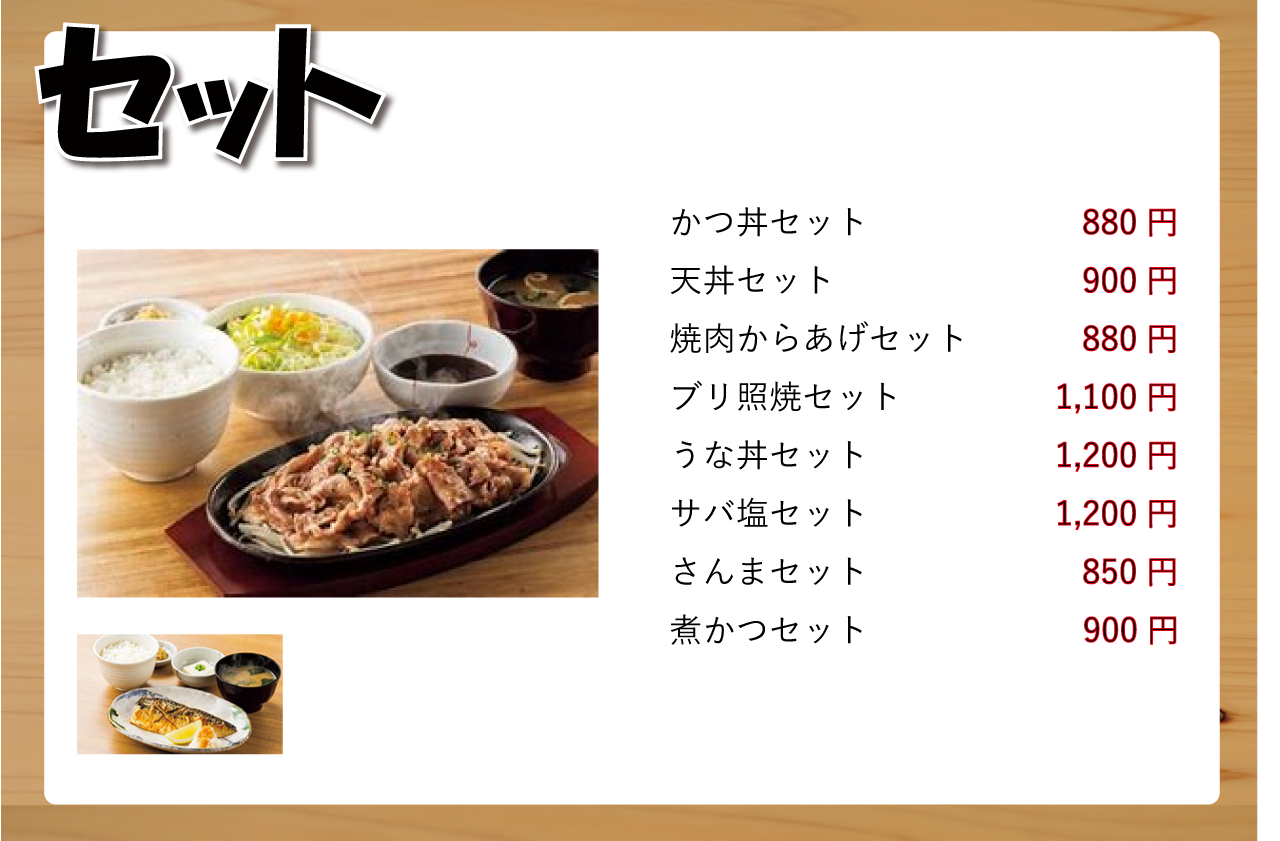 セット
かつ丼セット 880 円
天丼セット 900 円
焼肉からあげセット 880 円
ブリ照焼セット 1,100 円
うな丼セット 1,200 円
サバ塩セット 1,200 円
さんまセット 850 円
煮かつセット 900 円